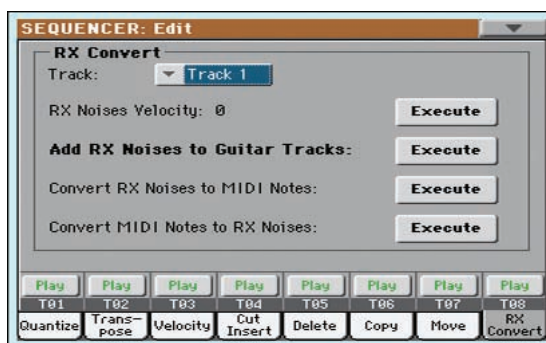 SEQUENCER: Edit
RX Convert
Track: Track 1
RX Noises Velocity: 0 Execute
Add RX Noises to Guitar Tracks: Execute
Convert RX Noises to MIDI Notes: Execute
Convert MIDI Notes to RX Noises: Execute
Play Play Play Play Play Play Play Play
T01 T02 T03 T04 T05 T06 T07 T08
Quantize Trans-pose Velocity Cut Insert Delete Copy Move RX Convert